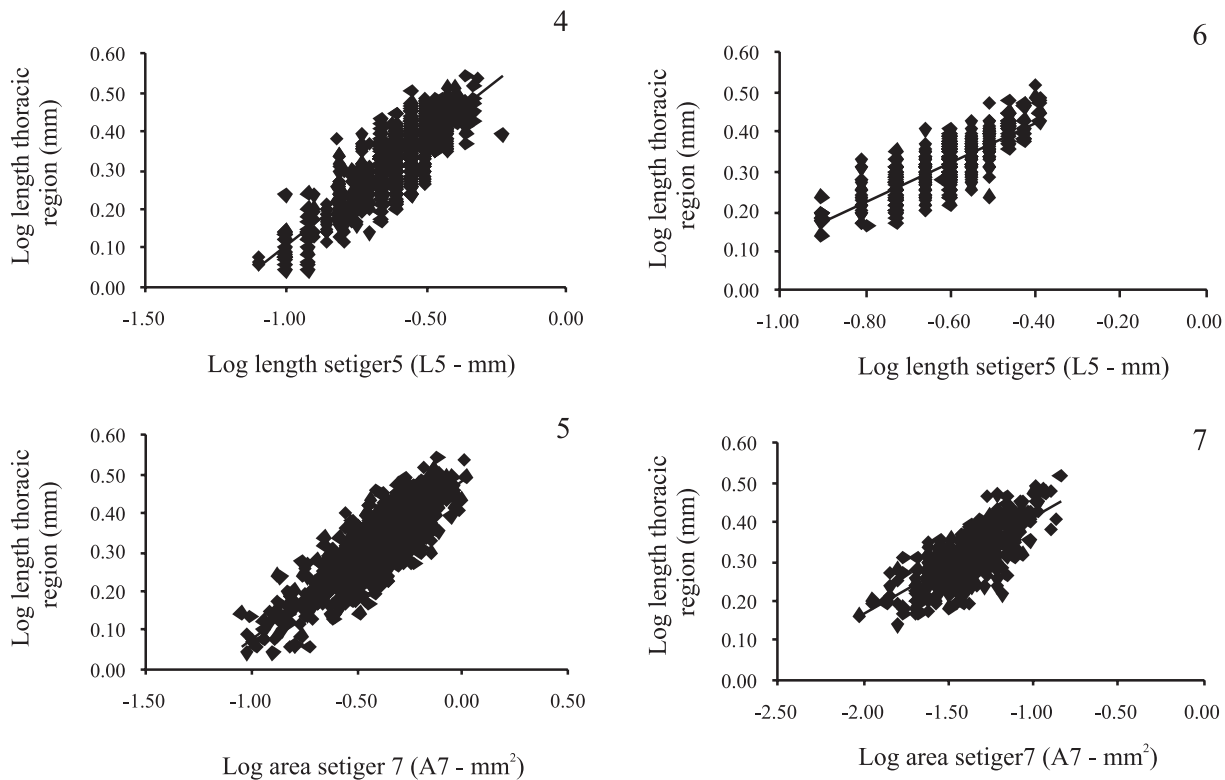 4
Log length thoracic
region (mm)
0.60
0.50
0.40
0.30
0.20
0.10
0.00
-1.50 -1.00 -0.50 0.00
Log length setiger5 (L5 - mm)
6
Log length thoracic
region (mm)
0.60
0.50
0.40
0.30
0.20
0.10
0.00
-1.00 -0.80 -0.60 -0.40 -0.20 0.00
Log length setiger5 (L5 - mm)
5
Log length thoracic
region (mm)
0.60
0.50
0.40
0.30
0.20
0.10
0.00
-1.50 -1.00 -0.50 0.00 0.50
Log area setiger 7 (A7 - mm²)
7
Log length thoracic
region (mm)
0.60
0.50
0.40
0.30
0.20
0.10
0.00
-2.50 -2.00 -1.50 -1.00 0.00
Log area setiger7 (A7 - mm²)